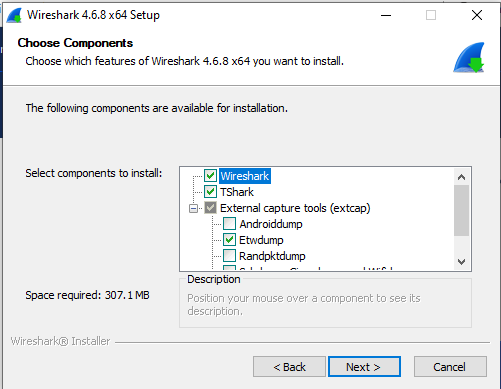 Wireshark 4.6.8 x64 Setup
Choose Components
Choose which features of Wireshark 4.6.8 x64 you want to install.
The following components are available for installation.
Select components to install:
Wireshark
TShark
External capture tools (extcap)
Androiddump
Etwdump
Randpktdump
Space required: 307.1 MB
Description
Position your mouse over a component to see its
description.
Wireshark® Installer
< Back
Next >
Cancel